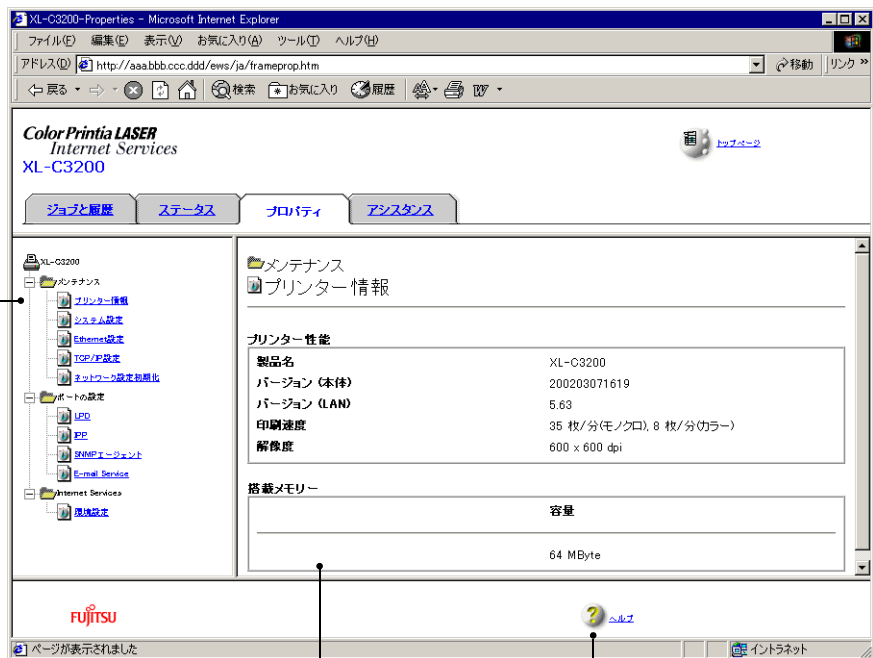 XL-C3200-Properties - Microsoft Internet Explorer
ファイル(F) 編集(E) 表示(V) お気に入り(A) ツール(T) ヘルプ(H)
アドレス(D) http://aaa.bbb.ccc.ddd/ews/ja/frameprop.htm 移動 リンク »
戻る 検索 お気に入り 履歴
Color Printia LASER
Internet Services
XL-C3200
トップページ
ジョブと履歴 ステータス プロパティ アシスタンス
XL-C3200
メンテナンス
プリンター情報
システム設定
Ethernet設定
TCP/IP設定
ネットワーク設定初期化
ポートの設定
LPD
IPP
SNMPエージェント
E-mail Service
Internet Services
環境設定
メンテナンス
プリンター情報
プリンター性能
製品名 XL-C3200
バージョン (本体) 200203071619
バージョン (LAN) 5.63
印刷速度 35 枚/分(モノクロ), 8 枚/分(カラー)
解像度 600 x 600 dpi
搭載メモリー
容量
64 MByte
FUJITSU
ヘルプ
ページが表示されました イントラネット